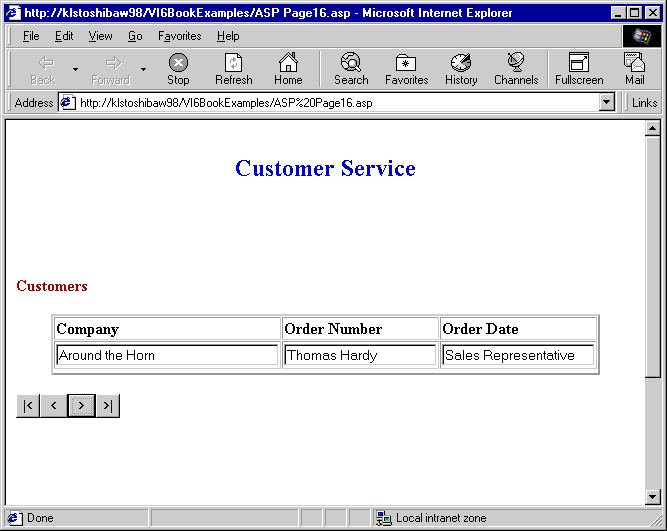 http://klstoshibaw98/VI6BookExamples/ASP Page16.asp - Microsoft Internet Explorer
File Edit View Go Favorites Help
Back Forward Stop Refresh Home Search Favorites History Channels Fullscreen Mail
Address http://klstoshibaw98/VI6BookExamples/ASP%20Page16.asp Links
Customer Service
Customers
Company Order Number Order Date
Around the Horn Thomas Hardy Sales Representative
|< < > >|
Done Local intranet zone